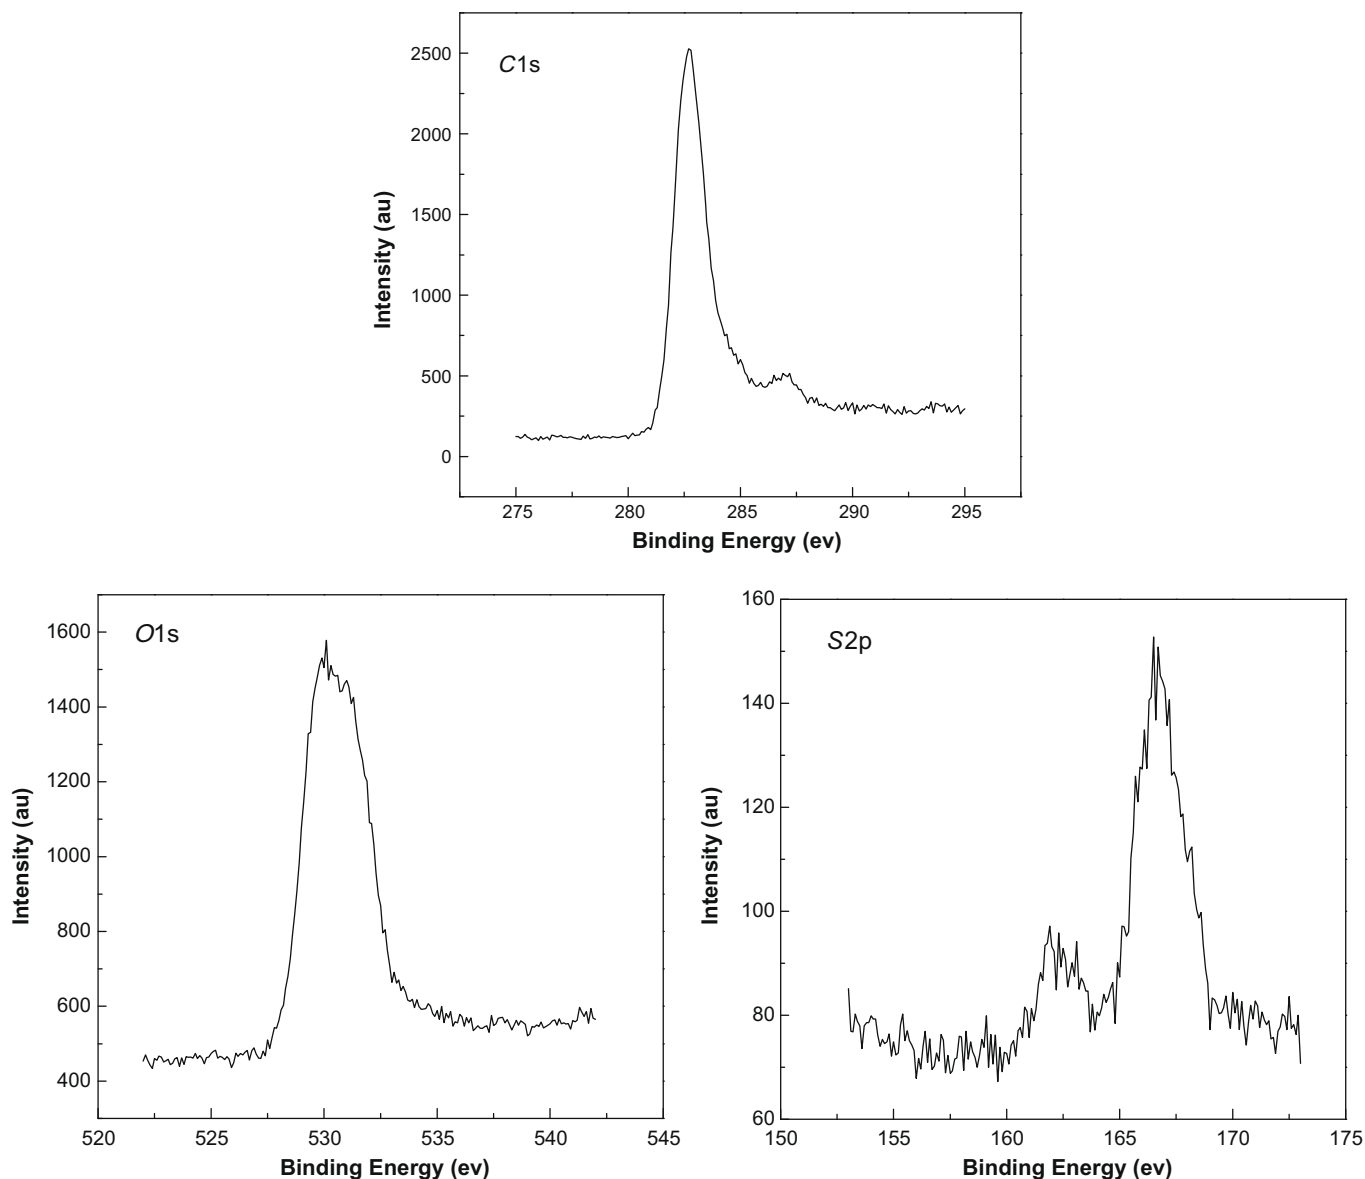 C1s
2500
2000
1500
1000
500
0
Intensity (au)
275 280 285 290 295
Binding Energy (ev)
O1s
1600
1400
1200
1000
800
600
400
Intensity (au)
520 525 530 535 540 545
Binding Energy (ev)
S2p
160
140
120
100
80
60
Intensity (au)
150 155 160 165 170 175
Binding Energy (ev)